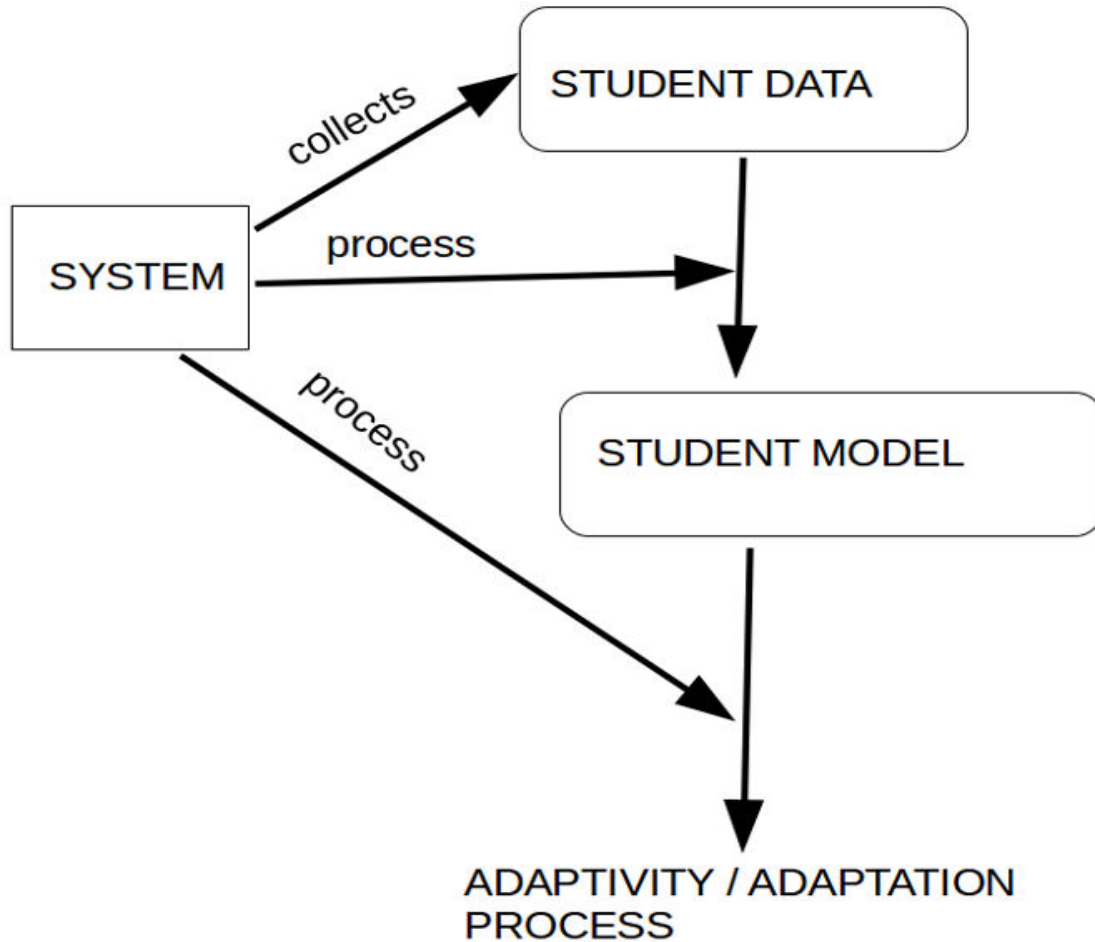 STUDENT DATA
collects
process
SYSTEM
process
STUDENT MODEL
ADAPTIVITY / ADAPTATION
PROCESS